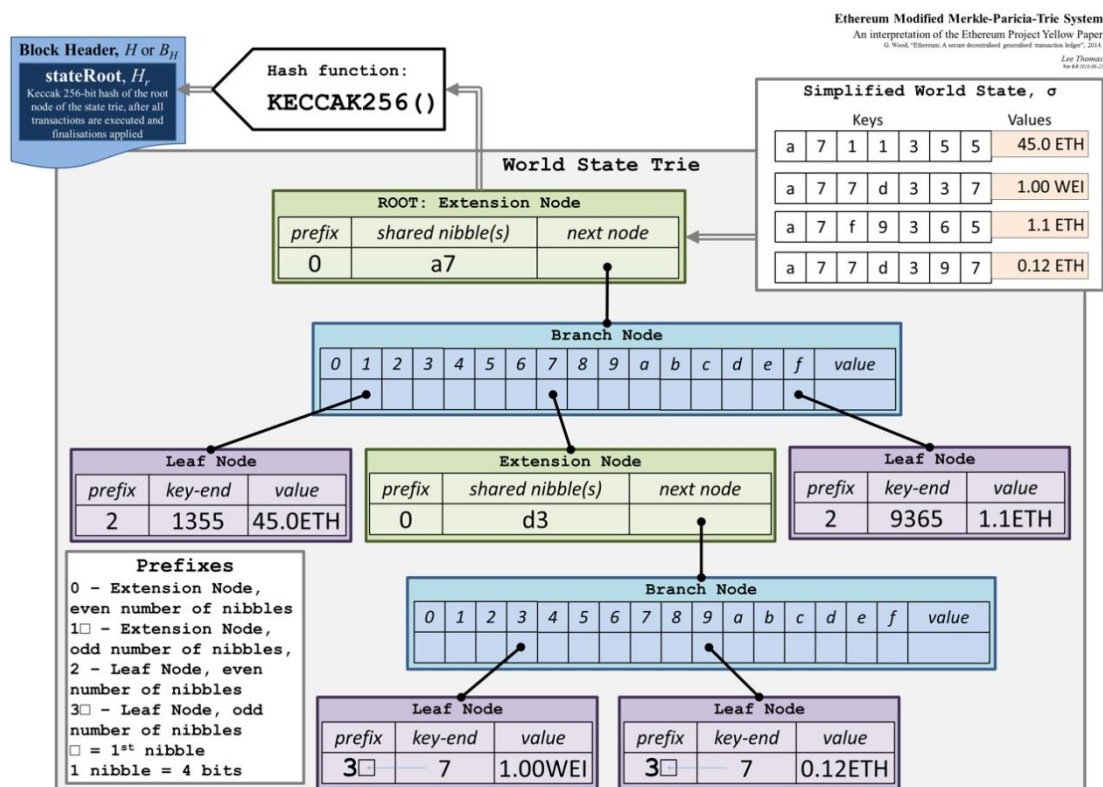 Ethereum Modified Merkle-Paricia-Trie System
An interpretation of the Ethereum Project Yellow Paper
G. Wood, "Ethereum: A secure decentralised generalised transaction ledger", 2014.
Lee Thomas
Block Header, H or B_H
stateRoot, H_r
Keccak 256-bit hash of the root
node of the state trie, after all
transactions are executed and
finalisations applied
Hash function:
KECCAK256()
Simplified World State, σ
Keys Values
a 7 1 1 3 5 5 45.0 ETH
a 7 7 d 3 3 7 1.00 WEI
a 7 f 9 3 6 5 1.1 ETH
a 7 7 d 3 9 7 0.12 ETH
World State Trie
ROOT: Extension Node
prefix shared nibble(s) next node
0 a7
Branch Node
0 1 2 3 4 5 6 7 8 9 a b c d e f value
Leaf Node
prefix key-end value
2 1355 45.0ETH
Extension Node
prefix shared nibble(s) next node
0 d3
Leaf Node
prefix key-end value
2 9365 1.1ETH
Branch Node
0 1 2 3 4 5 6 7 8 9 a b c d e f value
Prefixes
0 – Extension Node,
even number of nibbles
1□ – Extension Node,
odd number of nibbles,
2 – Leaf Node, even
number of nibbles
3□ – Leaf Node, odd
number of nibbles
□ = 1st nibble
1 nibble = 4 bits
Leaf Node
prefix key-end value
3□ 7 1.00WEI
Leaf Node
prefix key-end value
3□ 7 0.12ETH